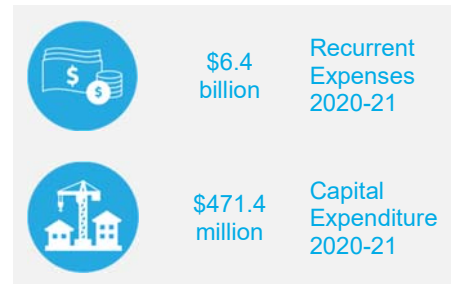 $
$
$6.4
billion
Recurrent
Expenses
2020-21
$471.4
million
Capital
Expenditure
2020-21